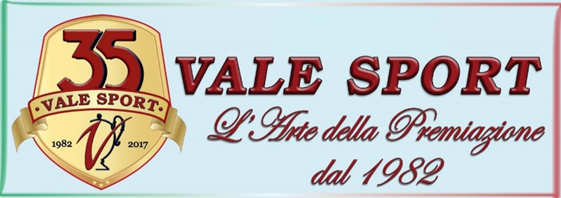 35
· VALE SPORT ·
1982 2017
VALE SPORT
L'Arte della Premiazione
dal 1982